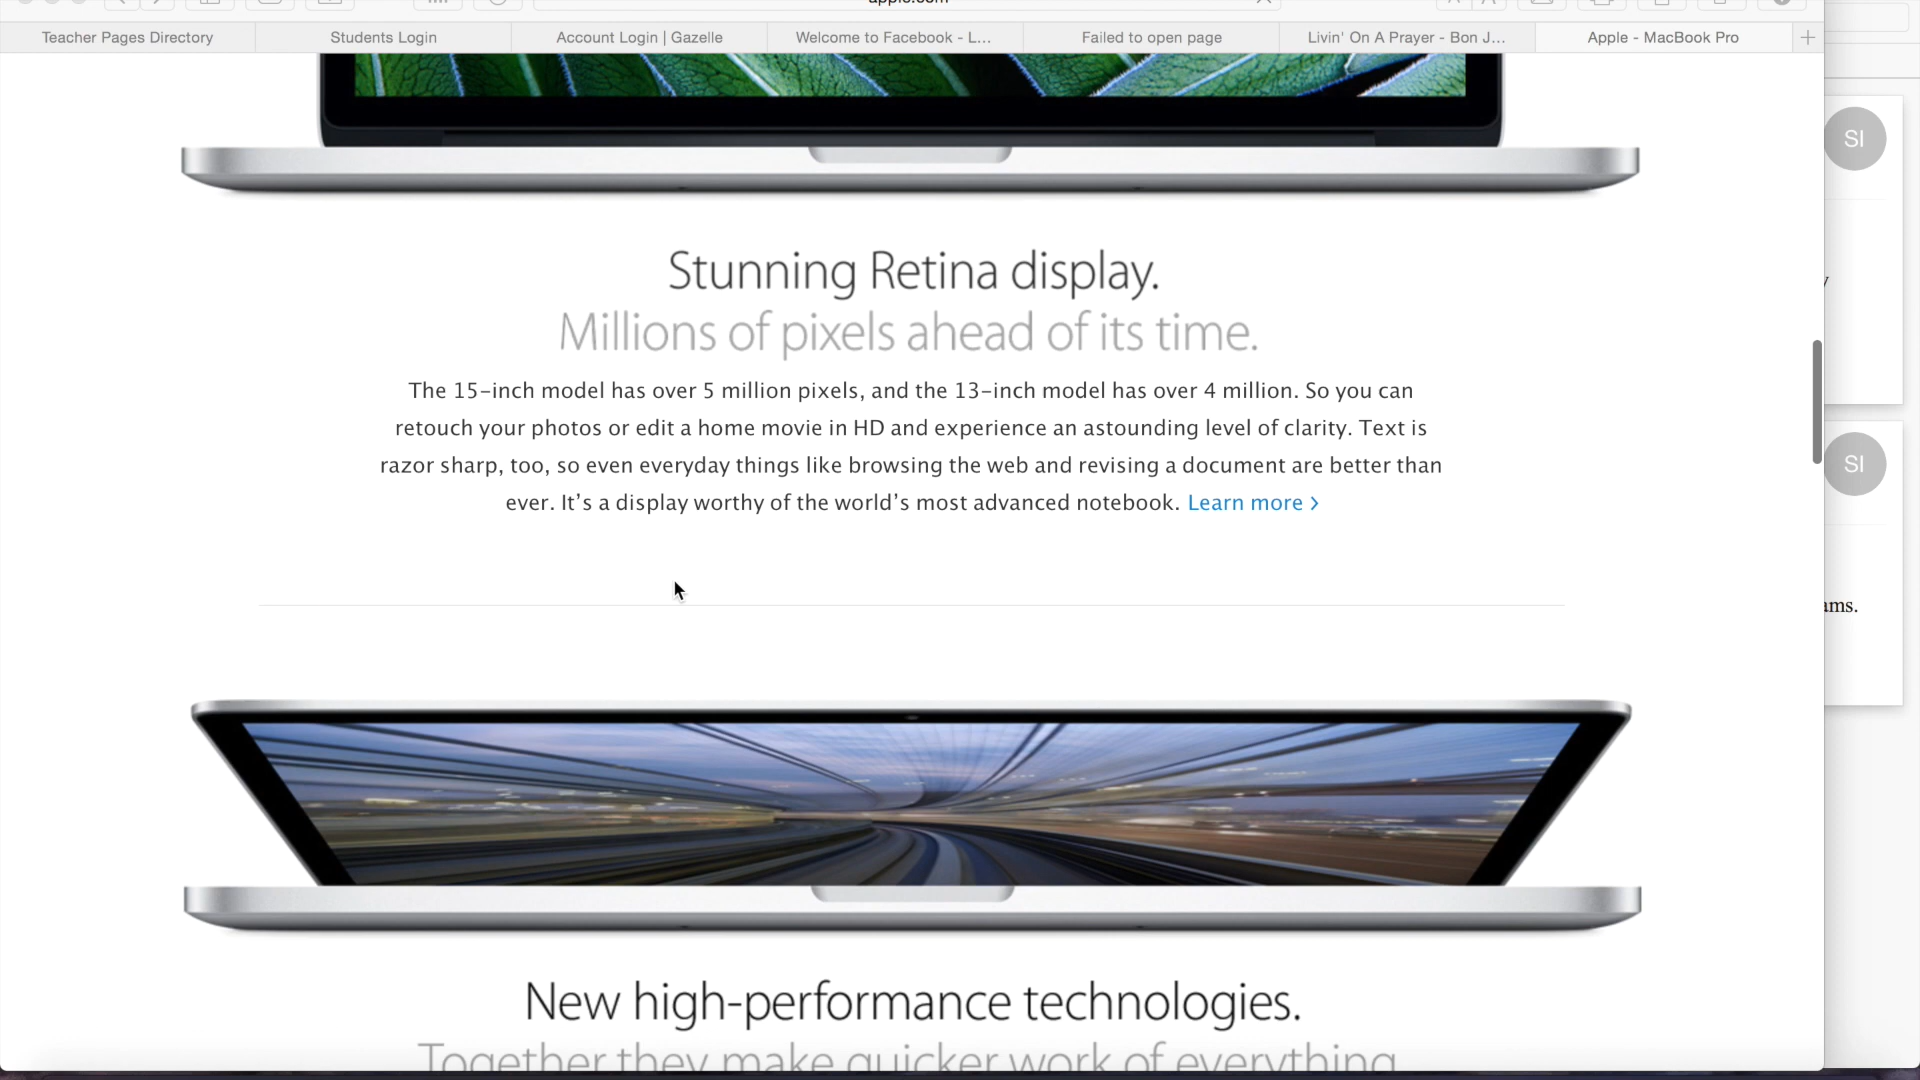 Teacher Pages Directory
Students Login
Account Login | Gazelle
Welcome to Facebook - L...
Failed to open page
Livin' On A Prayer - Bon J...
Apple - MacBook Pro
SI
Stunning Retina display.
Millions of pixels ahead of its time.
The 15-inch model has over 5 million pixels, and the 13-inch model has over 4 million. So you can
retouch your photos or edit a home movie in HD and experience an astounding level of clarity. Text is
razor sharp, too, so even everyday things like browsing the web and revising a document are better than
ever. It's a display worthy of the world's most advanced notebook. Learn more >
SI
New high-performance technologies.
Together they make quicker work of everything